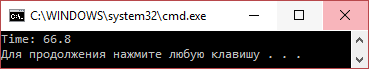 C:\WINDOWS\system32\cmd.exe
Time: 66.8
Для продолжения нажмите любую клавишу . . .